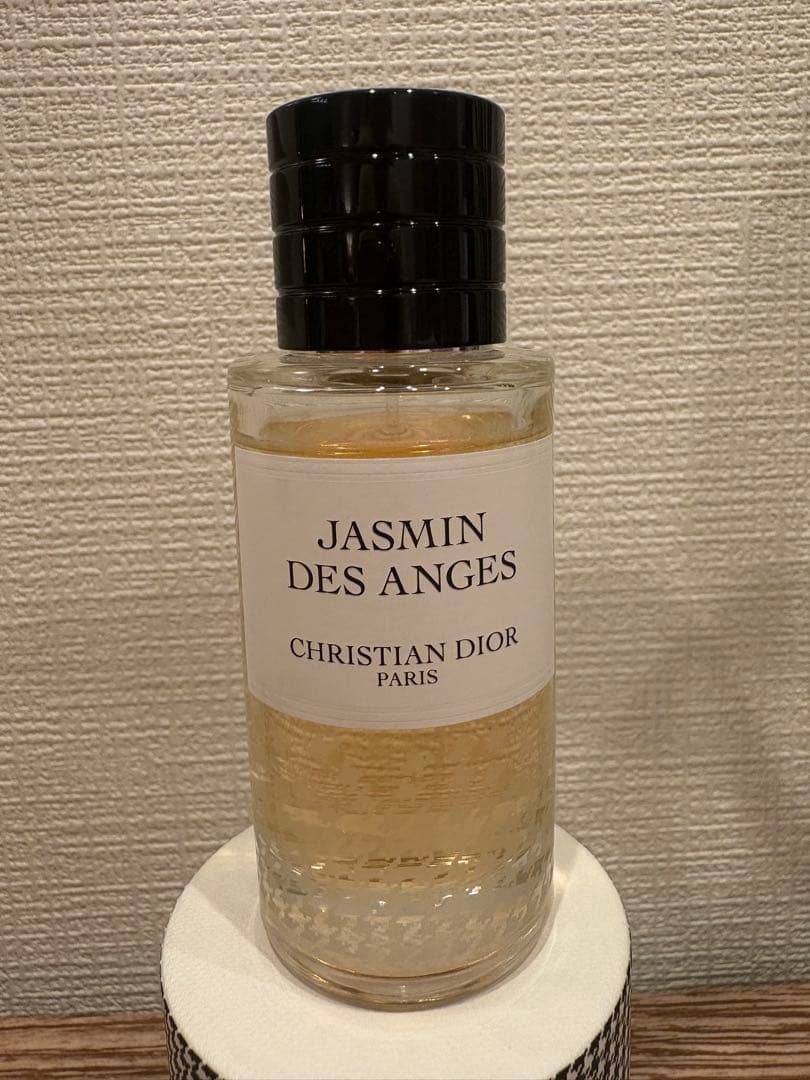 JASMIN
DES ANGES
CHRISTIAN DIOR
PARIS